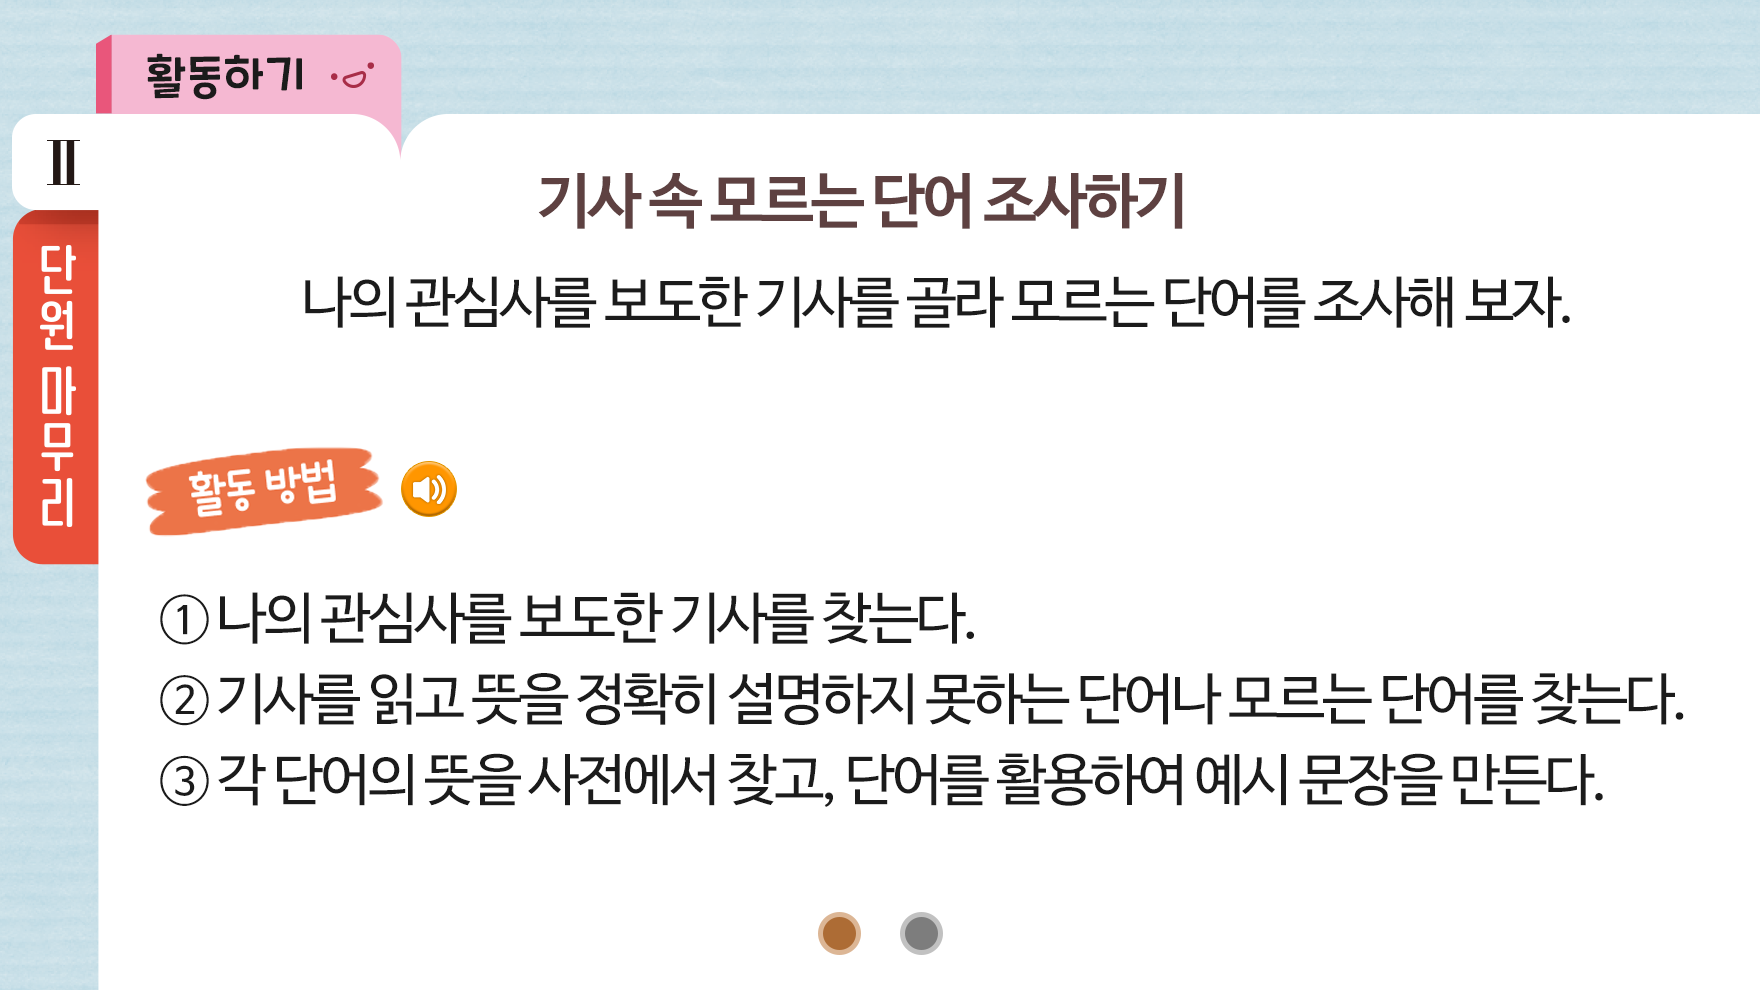 활동하기
Ⅱ
단원 마무리
기사 속 모르는 단어 조사하기
나의 관심사를 보도한 기사를 골라 모르는 단어를 조사해 보자.
활동 방법
① 나의 관심사를 보도한 기사를 찾는다.
② 기사를 읽고 뜻을 정확히 설명하지 못하는 단어나 모르는 단어를 찾는다.
③ 각 단어의 뜻을 사전에서 찾고, 단어를 활용하여 예시 문장을 만든다.